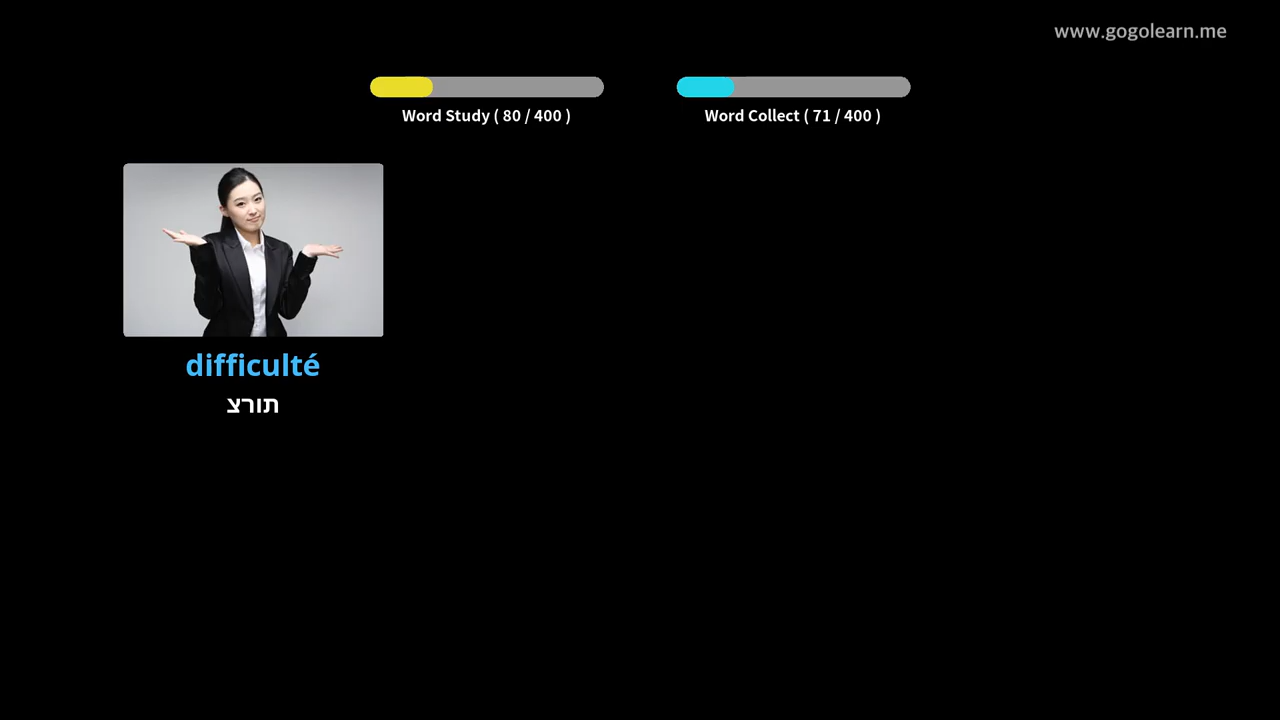 www.gogolearn.me
Word Study ( 80 / 400 )
Word Collect ( 71 / 400 )
difficulté
תורצ